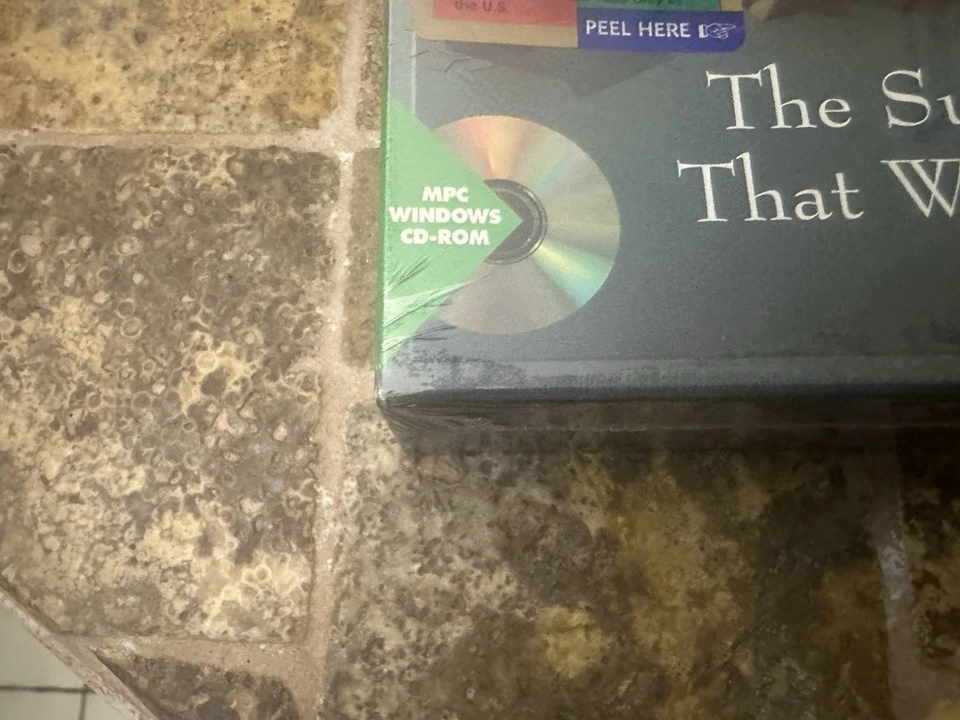 the U.S.
PEEL HERE
The Su
That W
MPC
WINDOWS
CD-ROM